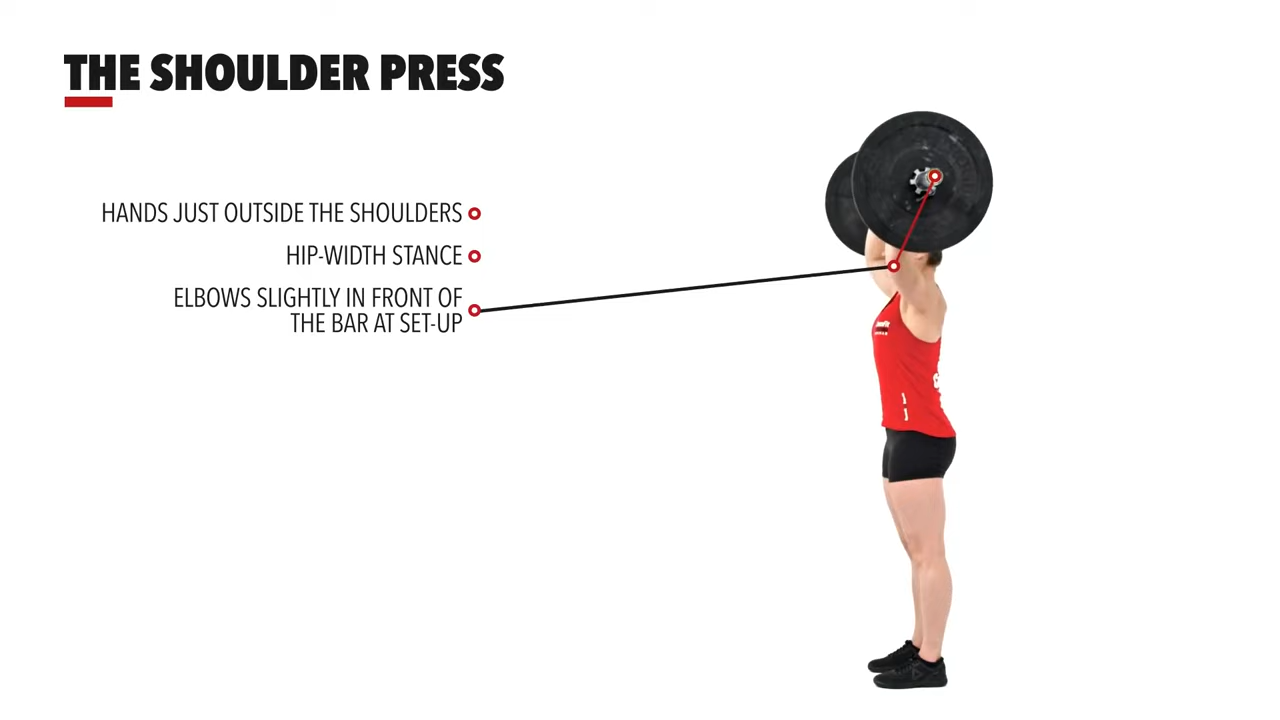 THE SHOULDER PRESS
HANDS JUST OUTSIDE THE SHOULDERS
HIP-WIDTH STANCE
ELBOWS SLIGHTLY IN FRONT OF
THE BAR AT SET-UP